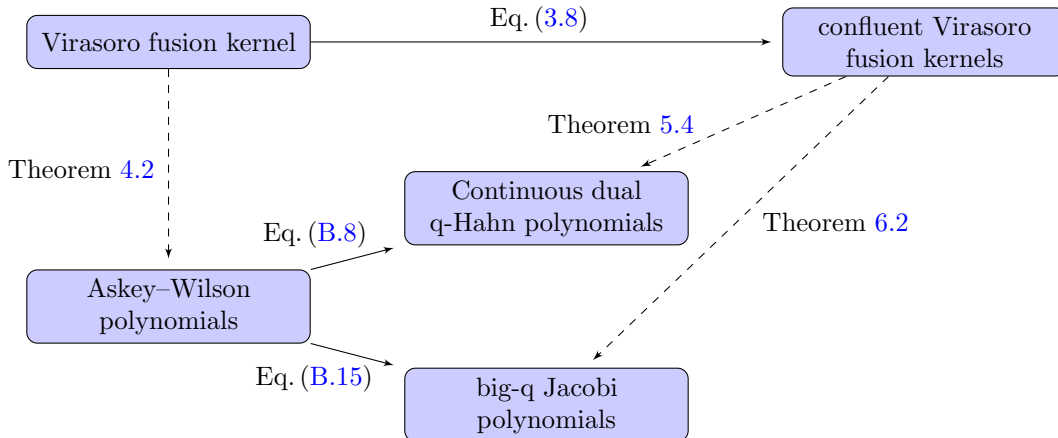 Eq. (3.8)
Virasoro fusion kernel
confluent Virasoro
fusion kernels
Theorem 5.4
Theorem 4.2
Continuous dual
q-Hahn polynomials
Theorem 6.2
Eq. (B.8)
Askey–Wilson
polynomials
Eq. (B.15)
big-q Jacobi
polynomials